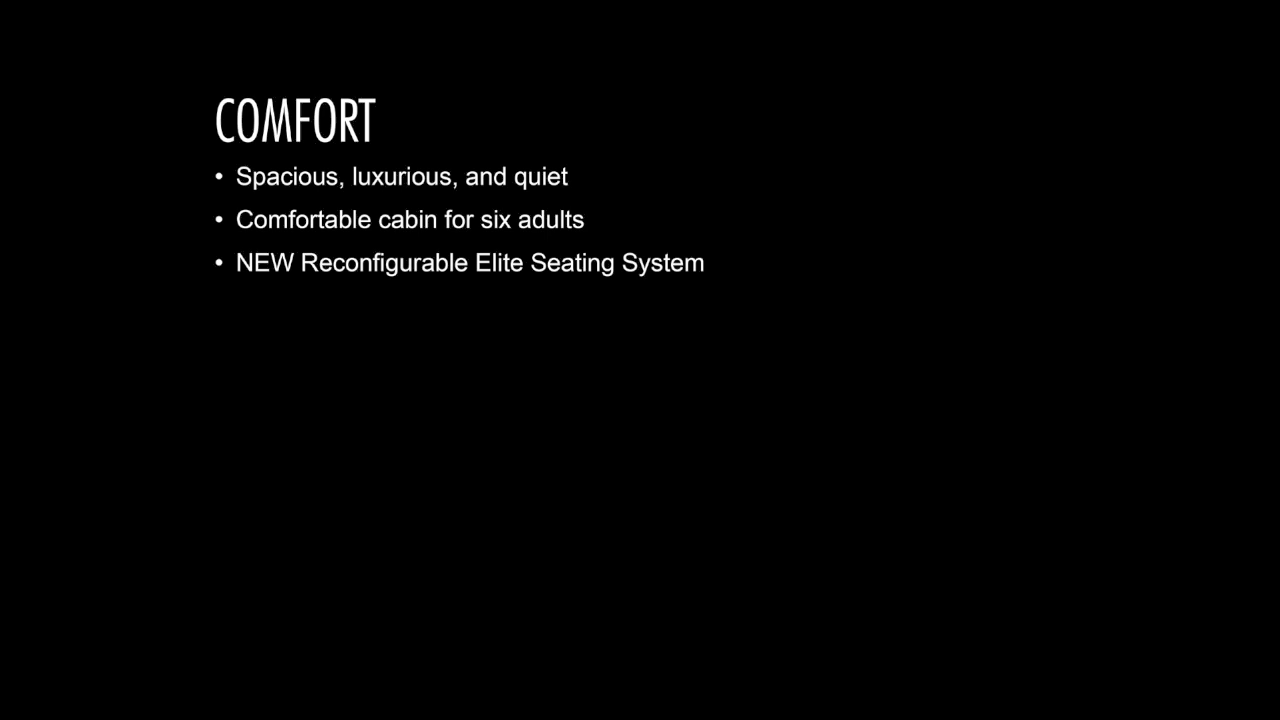 COMFORT
• Spacious, luxurious, and quiet
• Comfortable cabin for six adults
• NEW Reconfigurable Elite Seating System